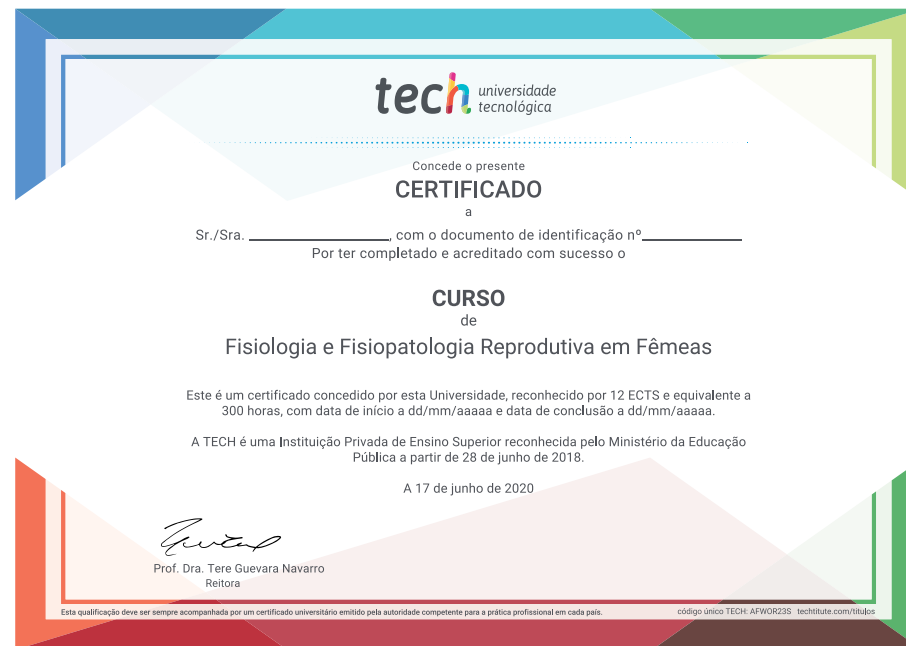 tech universidade
tecnológica
Concede o presente
CERTIFICADO
a
Sr./Sra. , com o documento de identificação nº
Por ter completado e acreditado com sucesso o
CURSO
de
Fisiologia e Fisiopatologia Reprodutiva em Fêmeas
Este é um certificado concedido por esta Universidade, reconhecido por 12 ECTS e equivalente a
300 horas, com data de início a dd/mm/aaaaa e data de conclusão a dd/mm/aaaaa.
A TECH é uma Instituição Privada de Ensino Superior reconhecida pelo Ministério da Educação
Pública a partir de 28 de junho de 2018.
A 17 de junho de 2020
Prof. Dra. Tere Guevara Navarro
Reitora
Esta qualificação deve ser sempre acompanhada por um certificado universitário emitido pela autoridade competente para a prática profissional em cada país.
código único TECH: AFWOR23S techtitute.com/titulos